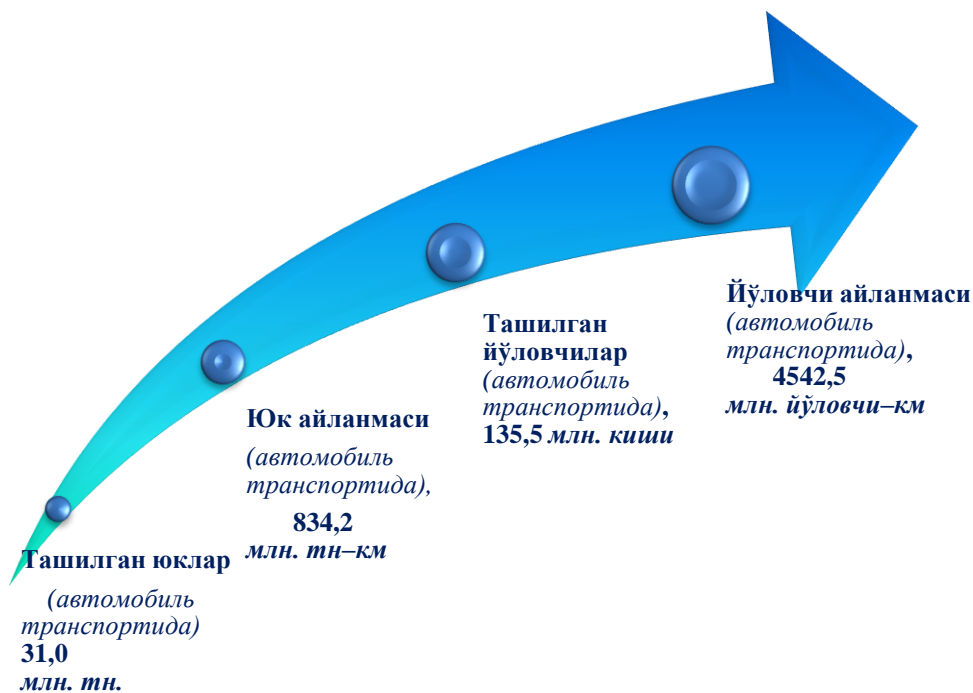 Ташилган юклар
(автомобиль
транспортида)
31,0
млн. тн.
Юк айланмаси
(автомобиль
транспортида),
834,2
млн. тн–км
Ташилган
йўловчилар
(автомобиль
транспортида),
135,5 млн. киши
Йўловчи айланмаси
(автомобиль
транспортида),
4542,5
млн. йўловчи–км